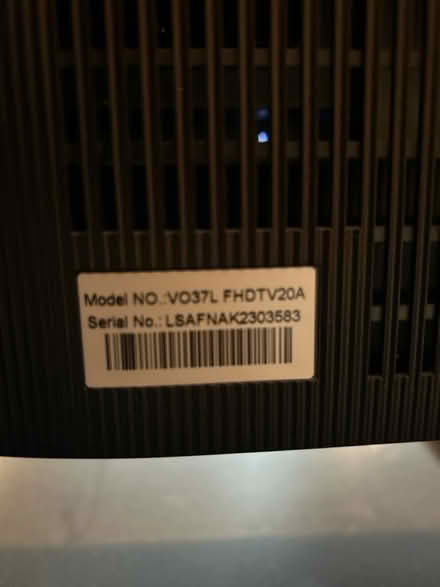 Model NO.:VO37L FHDTV20A
Serial No.: LSAFNAK2303583